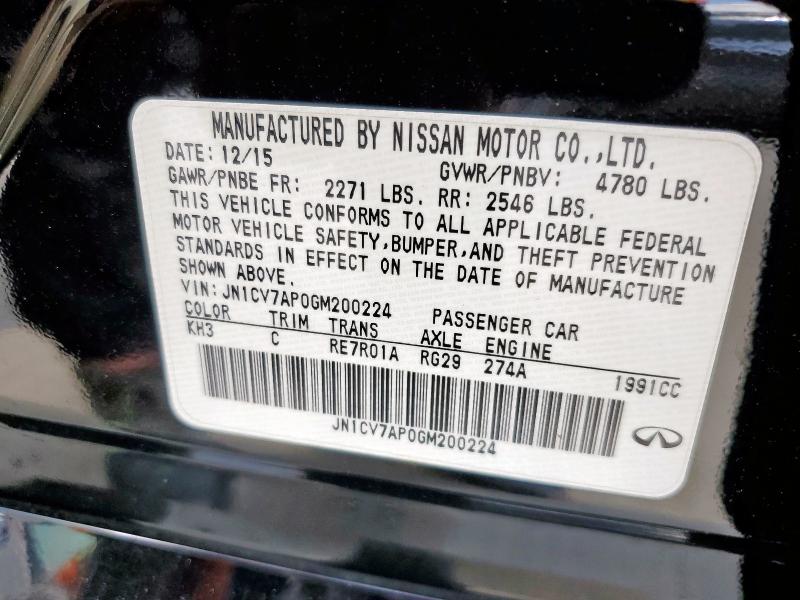 MANUFACTURED BY NISSAN MOTOR CO.,LTD.
DATE: 12/15 GVWR/PNBV: 4780 LBS.
GAWR/PNBE FR: 2271 LBS. RR: 2546 LBS.
THIS VEHICLE CONFORMS TO ALL APPLICABLE FEDERAL
MOTOR VEHICLE SAFETY,BUMPER,AND THEFT PREVENTION
STANDARDS IN EFFECT ON THE DATE OF MANUFACTURE
SHOWN ABOVE.
VIN: JN1CV7AP0GM200224 PASSENGER CAR
COLOR TRIM TRANS AXLE ENGINE
KH3 C RE7R01A RG29 274A 1991CC
JN1CV7AP0GM200224